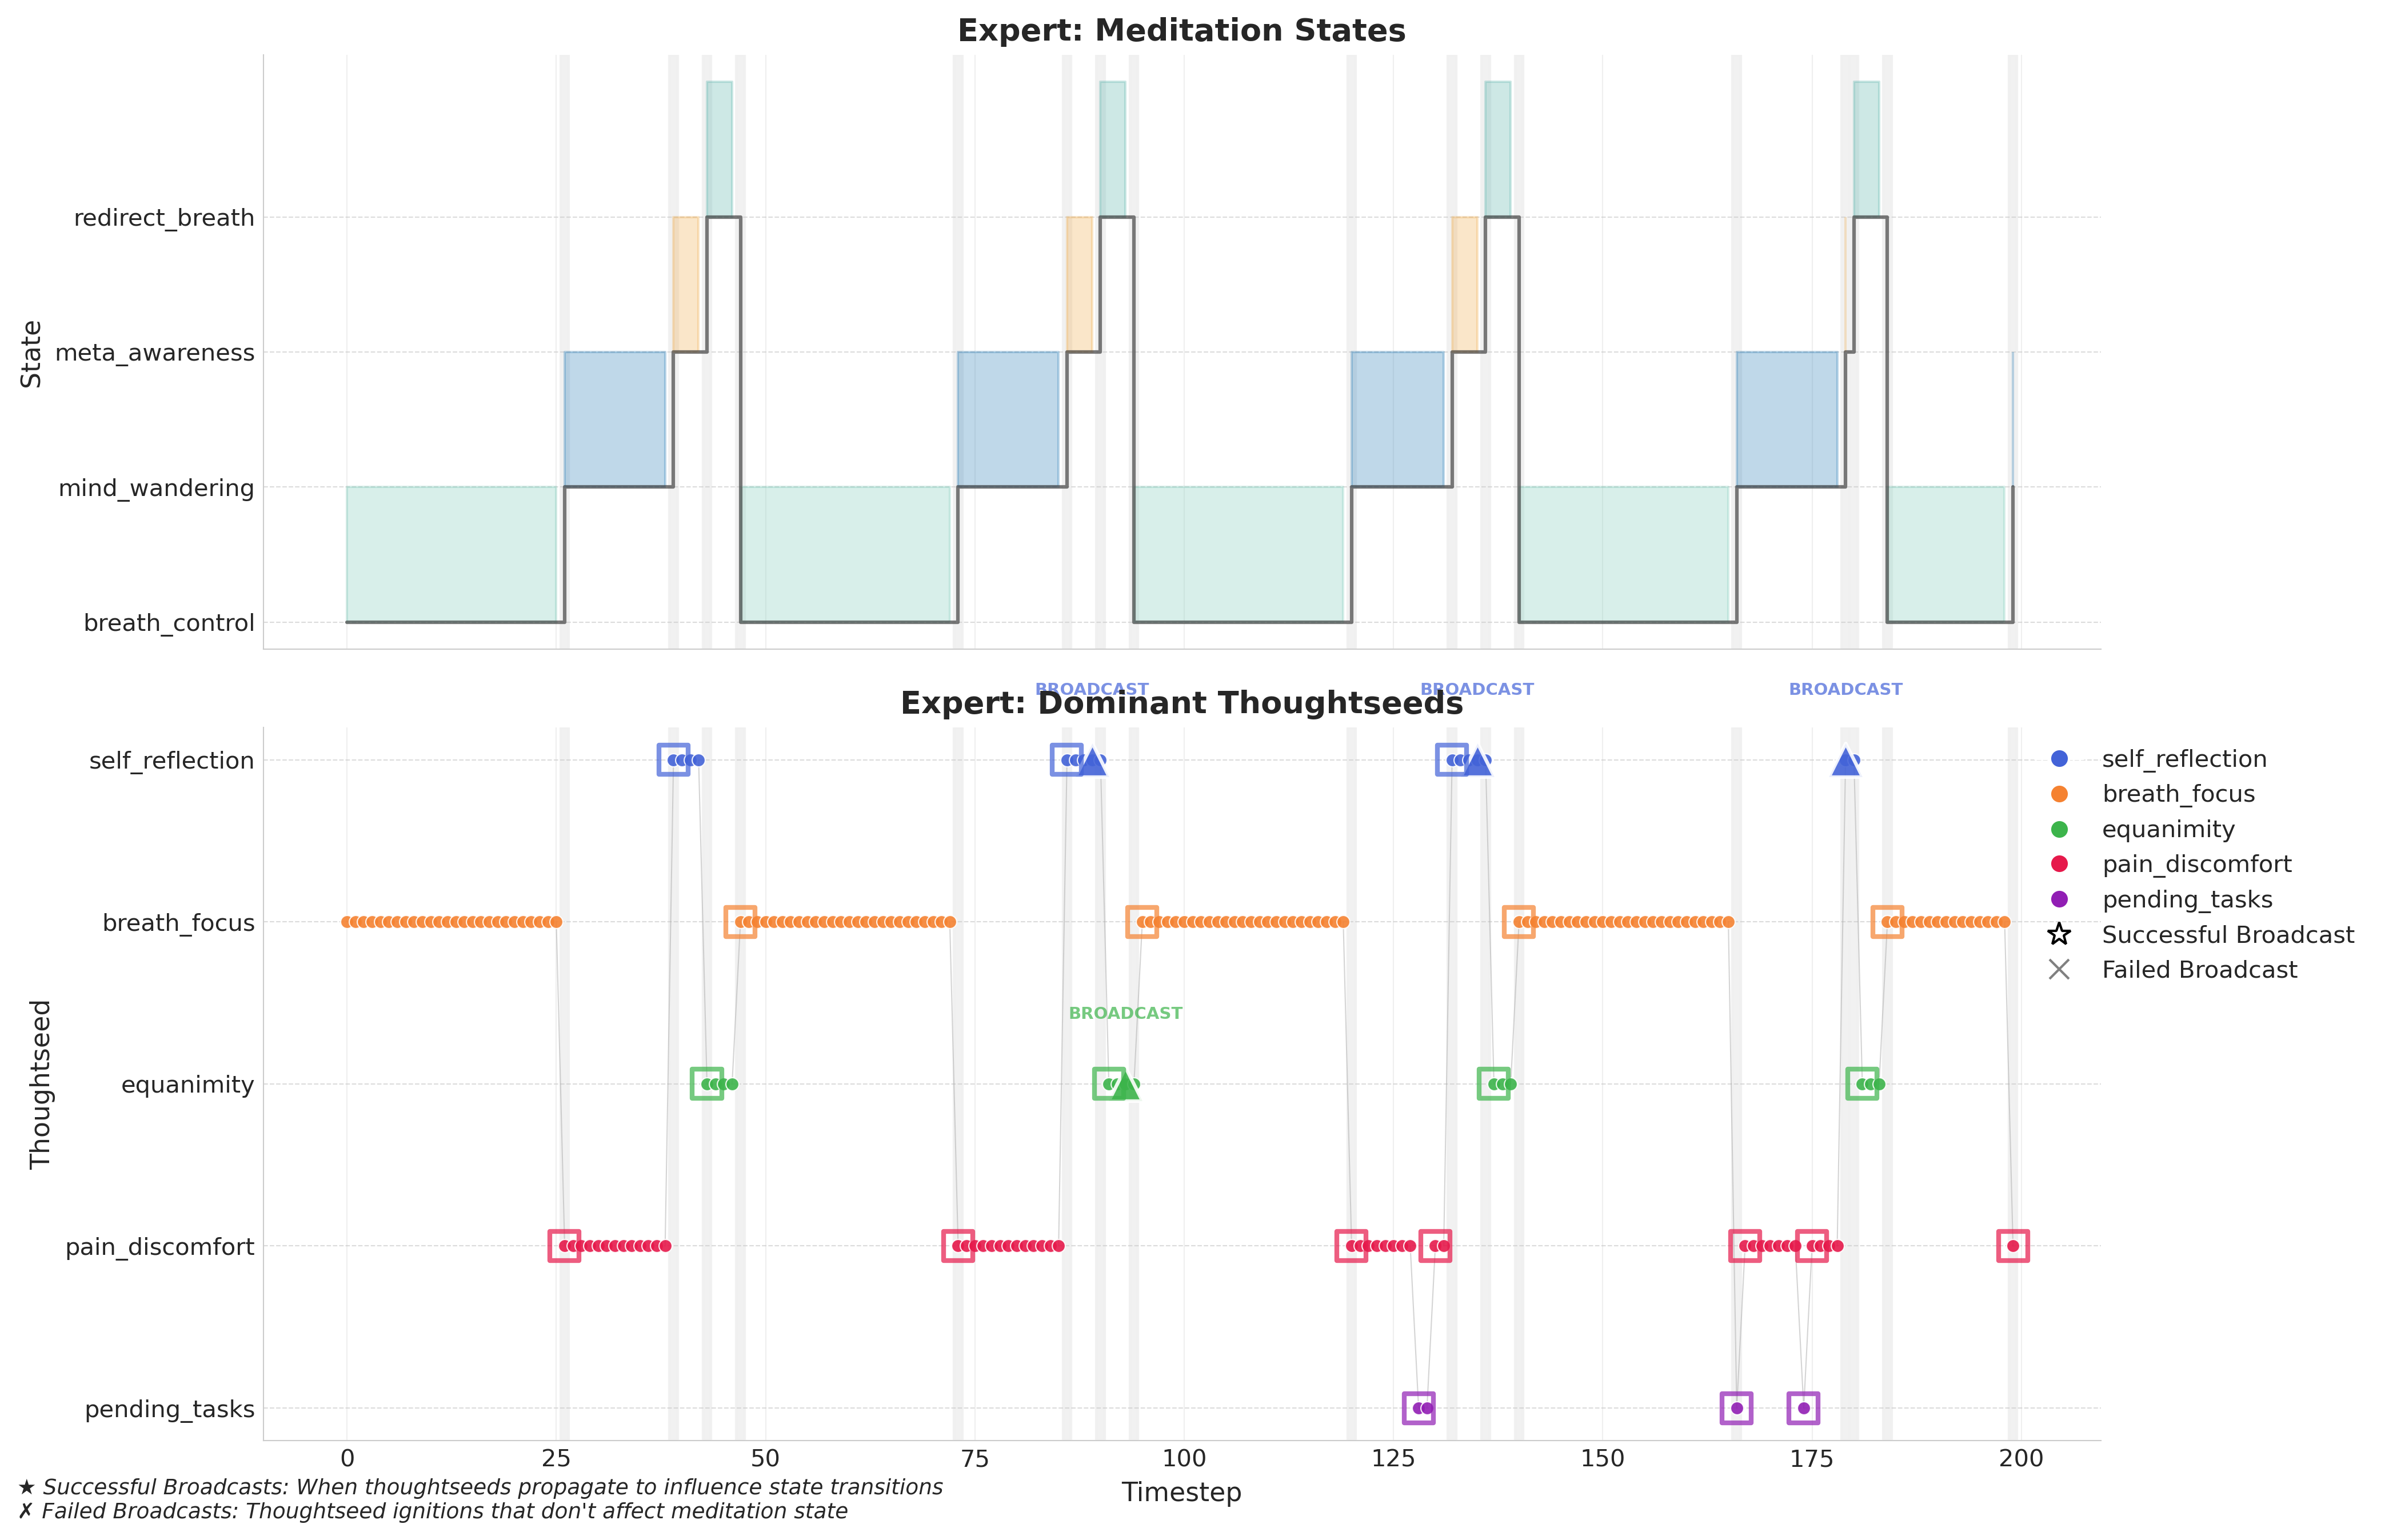 Expert: Meditation States
State
redirect_breath
meta_awareness
mind_wandering
breath_control
BROADCAST
BROADCAST
BROADCAST
Expert: Dominant Thoughtseeds
Thoughtseed
self_reflection
breath_focus
equanimity
pain_discomfort
pending_tasks
BROADCAST
self_reflection
breath_focus
equanimity
pain_discomfort
pending_tasks
Successful Broadcast
Failed Broadcast
0 25 50 75 100 125 150 175 200
Timestep
★ Successful Broadcasts: When thoughtseeds propagate to influence state transitions
✗ Failed Broadcasts: Thoughtseed ignitions that don't affect meditation state